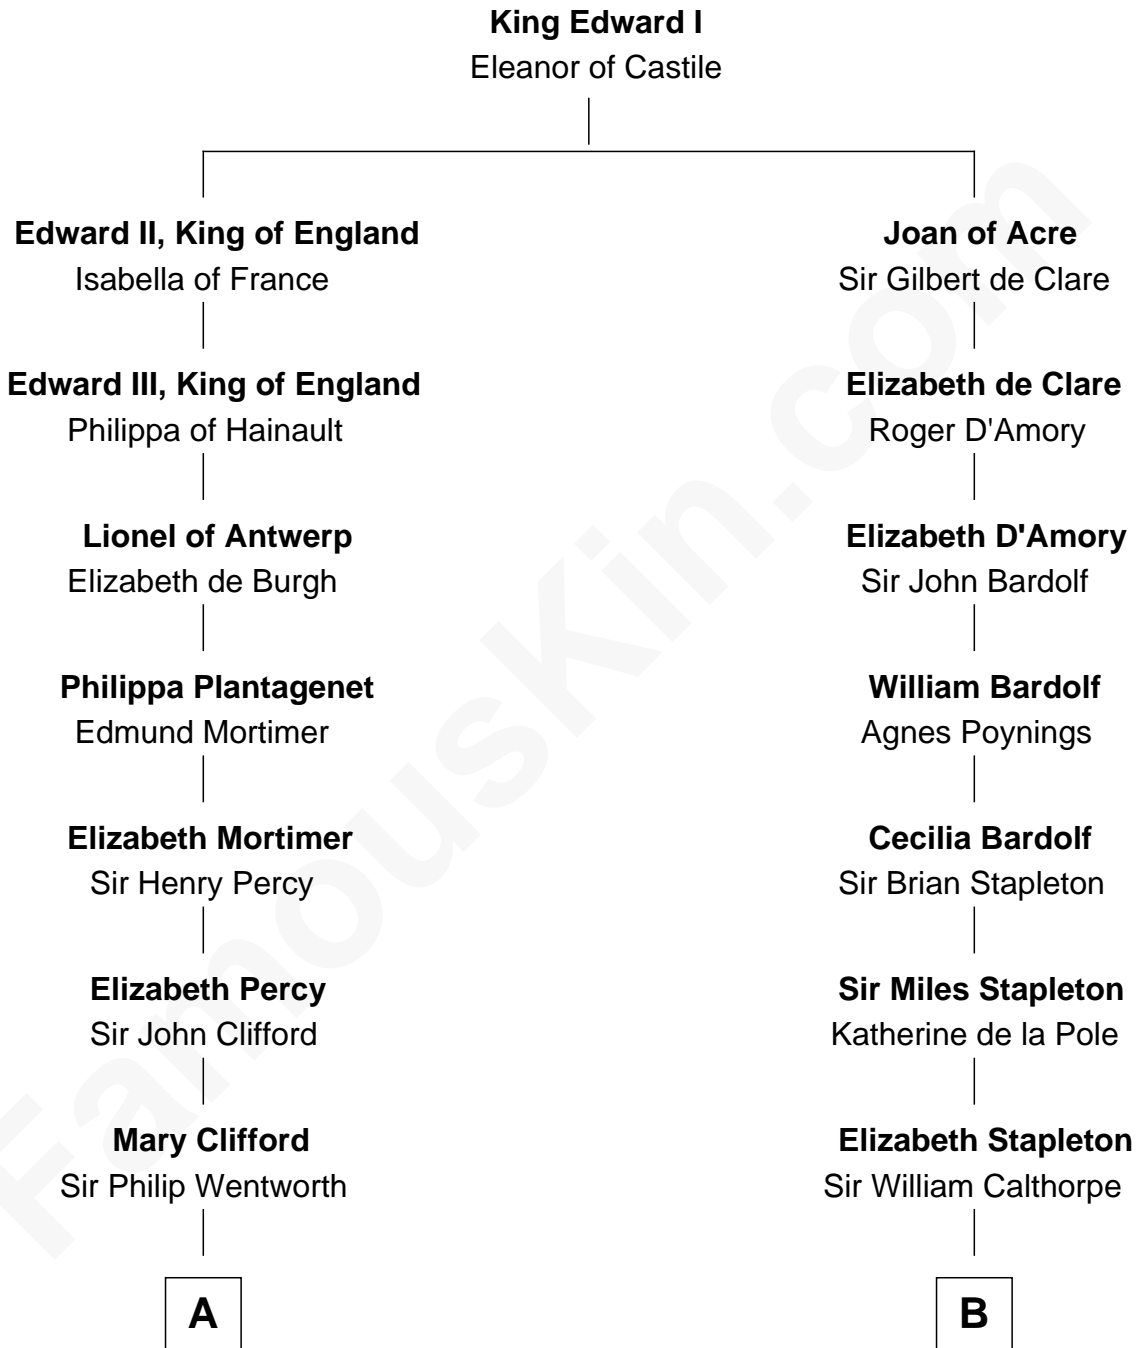 King Edward I
Eleanor of Castile
Edward II, King of England
Isabella of France
Joan of Acre
Sir Gilbert de Clare
Edward III, King of England
Philippa of Hainault
Elizabeth de Clare
Roger D'Amory
Lionel of Antwerp
Elizabeth de Burgh
Elizabeth D'Amory
Sir John Bardolf
Philippa Plantagenet
Edmund Mortimer
William Bardolf
Agnes Poynings
Elizabeth Mortimer
Sir Henry Percy
Cecilia Bardolf
Sir Brian Stapleton
Elizabeth Percy
Sir John Clifford
Sir Miles Stapleton
Katherine de la Pole
Mary Clifford
Sir Philip Wentworth
Elizabeth Stapleton
Sir William Calthorpe
A
B
FamousKin.com